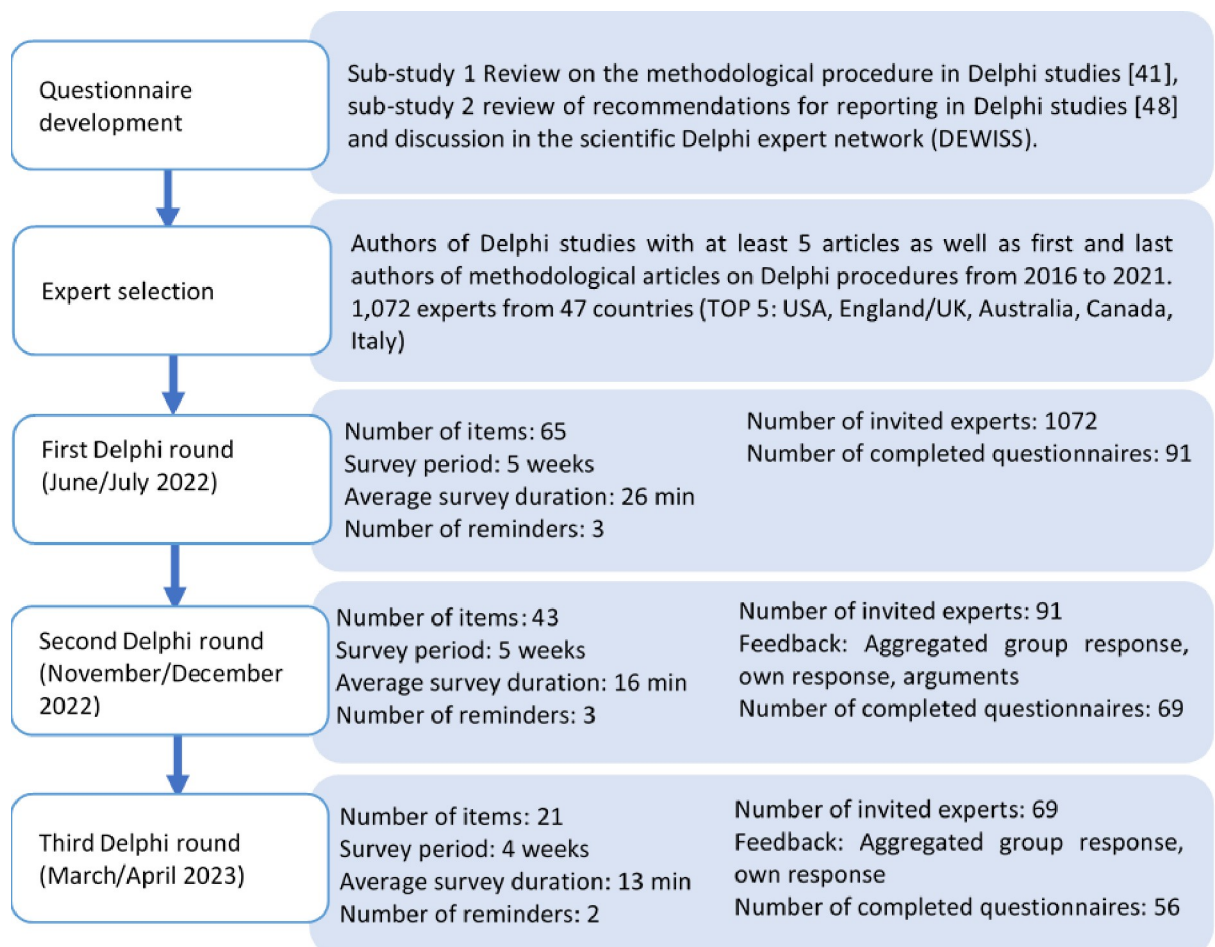 Questionnaire
development
Sub-study 1 Review on the methodological procedure in Delphi studies [41],
sub-study 2 review of recommendations for reporting in Delphi studies [48]
and discussion in the scientific Delphi expert network (DEWISS).
Expert selection
Authors of Delphi studies with at least 5 articles as well as first and last
authors of methodological articles on Delphi procedures from 2016 to 2021.
1,072 experts from 47 countries (TOP 5: USA, England/UK, Australia, Canada,
Italy)
First Delphi round
(June/July 2022)
Number of items: 65
Survey period: 5 weeks
Average survey duration: 26 min
Number of reminders: 3
Number of invited experts: 1072
Number of completed questionnaires: 91
Second Delphi round
(November/December
2022)
Number of items: 43
Survey period: 5 weeks
Average survey duration: 16 min
Number of reminders: 3
Number of invited experts: 91
Feedback: Aggregated group response,
own response, arguments
Number of completed questionnaires: 69
Third Delphi round
(March/April 2023)
Number of items: 21
Survey period: 4 weeks
Average survey duration: 13 min
Number of reminders: 2
Number of invited experts: 69
Feedback: Aggregated group response,
own response
Number of completed questionnaires: 56